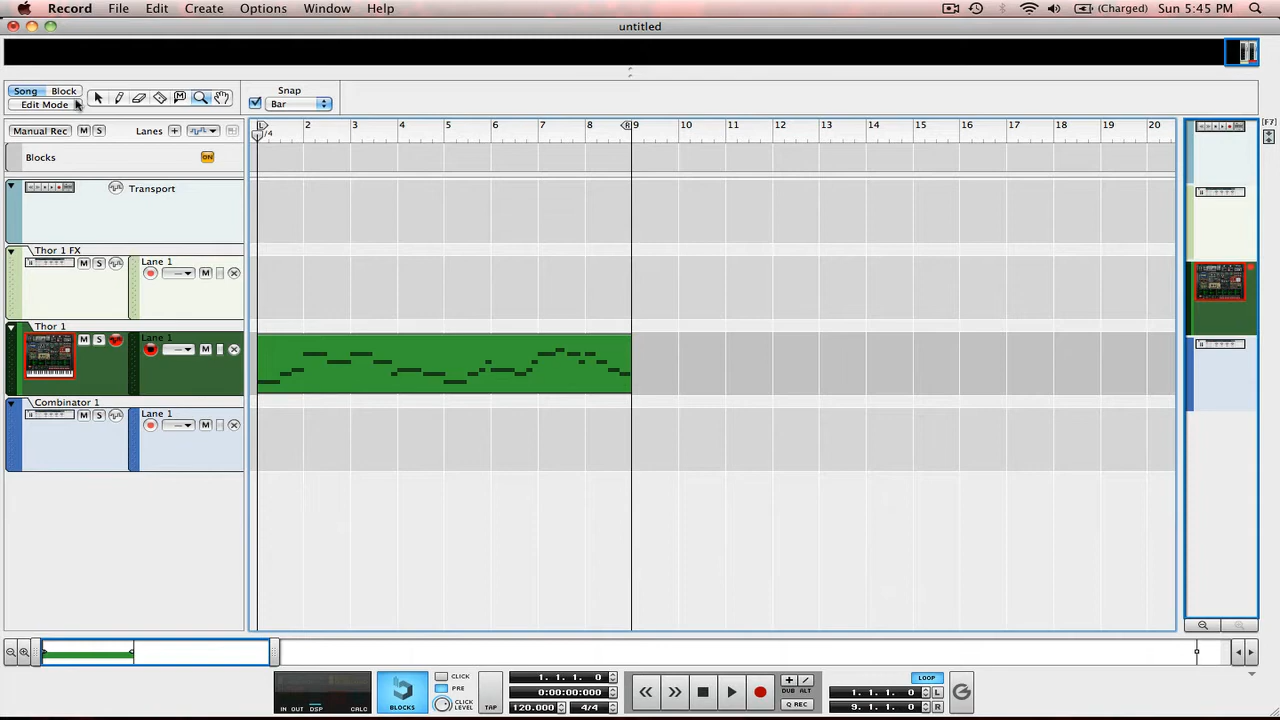 Record File Edit Create Options Window Help (Charged) Sun 5:45 PM
untitled
Song Block
Edit Mode
Snap
Bar
Manual Rec M S Lanes +
L 2 3 4 5 6 7 8 R 9 10 11 12 13 14 15 16 17 18 19 20
/4
[F7]
Blocks ON
Transport
Thor 1 FX
M S Lane 1
M
Thor 1
M S Lane 1
M
Combinator 1
M S Lane 1
M
IN OUT DSP CALC
BLOCKS
CLICK
PRE
CLICK LEVEL
TAP
1. 1. 1. 0
0:00:00:000
120.000 4/4
DUB ALT
Q REC
LOOP
1. 1. 1. 0 L
9. 1. 1. 0 R